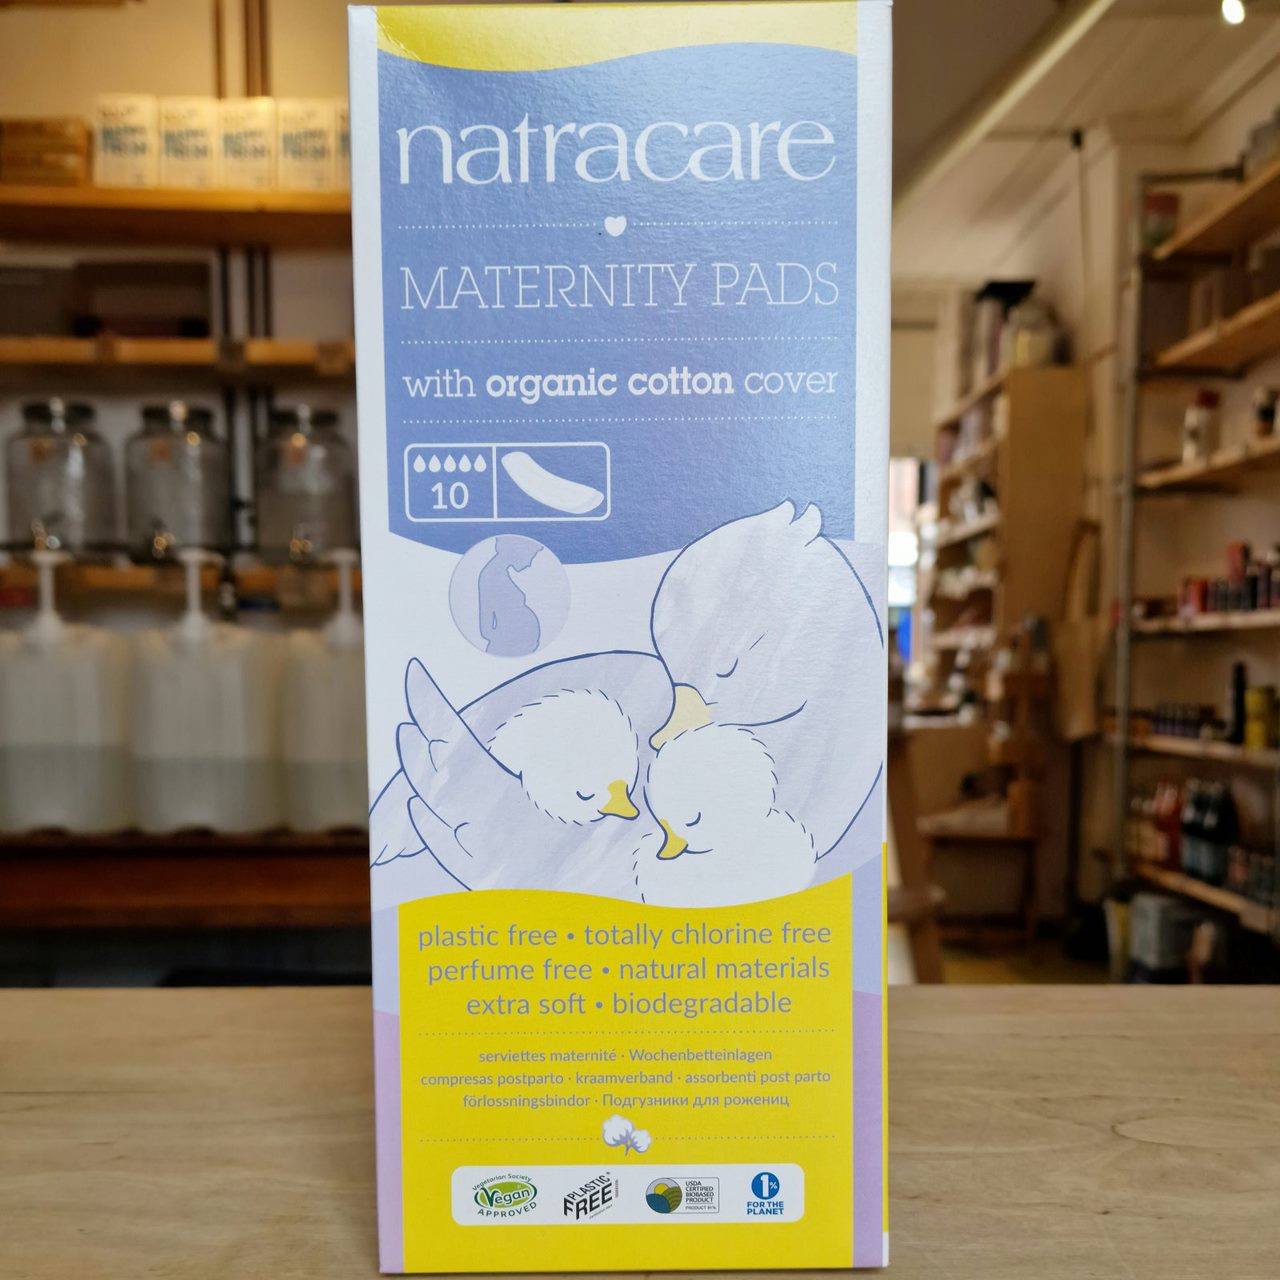 natracare
MATERNITY PADS
with organic cotton cover
10
plastic free • totally chlorine free
perfume free • natural materials
extra soft • biodegradable
serviettes maternité · Wochenbetteinlagen
compresas postparto · kraamverband · assorbenti post parto
förlossningsbindor · Подгузники для рожениц
Vegetarian Society
Vegan
APPROVED
PLASTIC
FREE
USDA
CERTIFIED
BIOBASED
PRODUCT
1%
FOR THE
PLANET